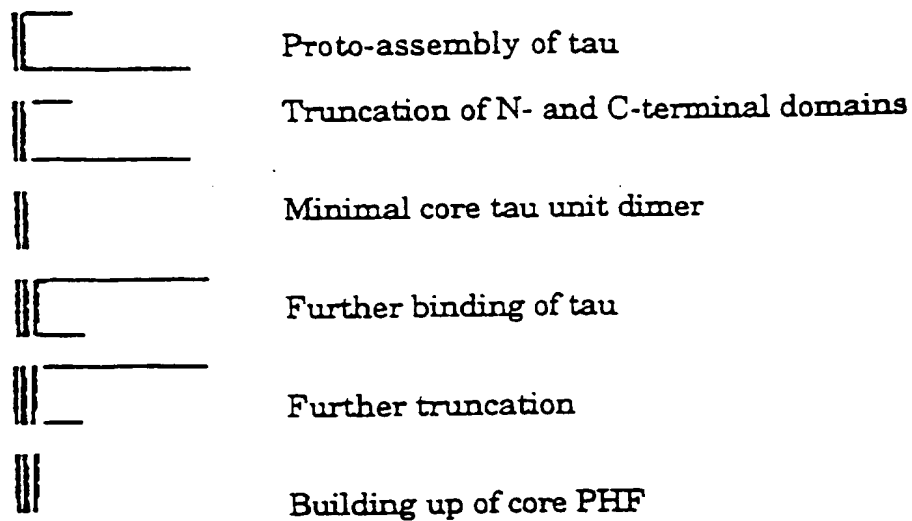 Proto-assembly of tau
Truncation of N- and C-terminal domains
Minimal core tau unit dimer
Further binding of tau
Further truncation
Building up of core PHF